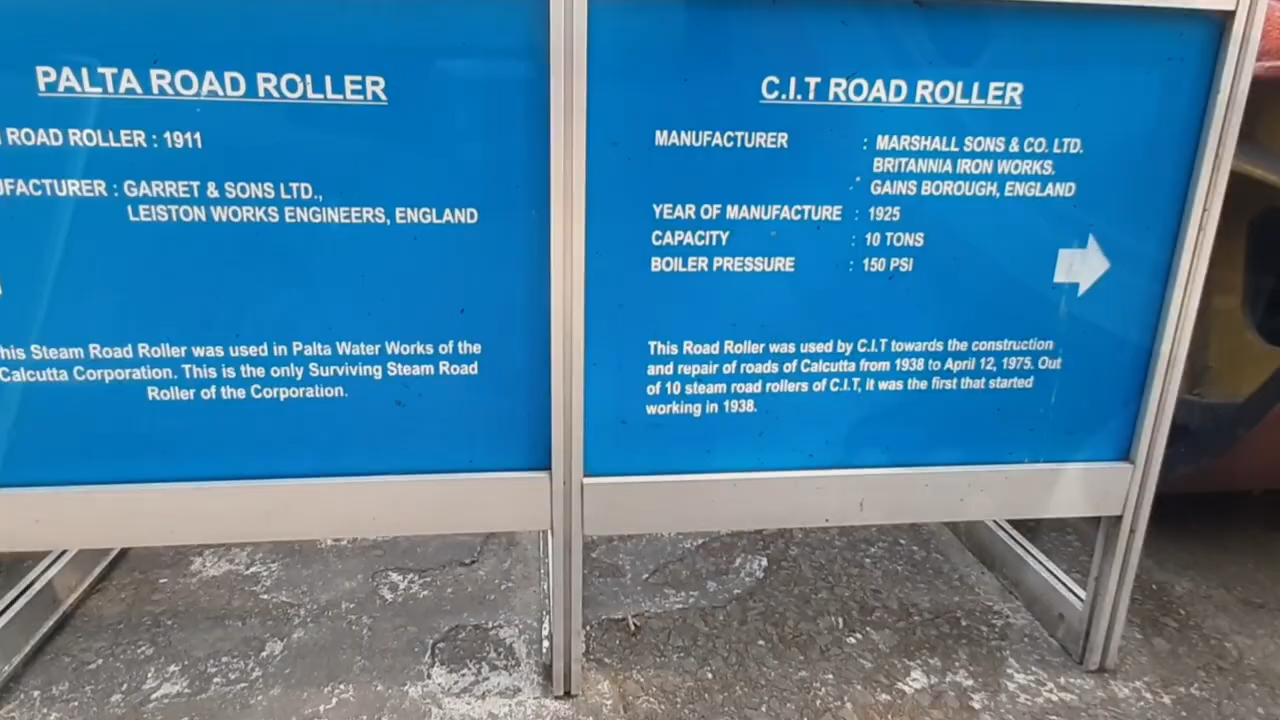 PALTA ROAD ROLLER
ROAD ROLLER : 1911
UFACTURER : GARRET & SONS LTD.,
LEISTON WORKS ENGINEERS, ENGLAND
his Steam Road Roller was used in Palta Water Works of the
Calcutta Corporation. This is the only Surviving Steam Road
Roller of the Corporation.
C.I.T ROAD ROLLER
MANUFACTURER : MARSHALL SONS & CO. LTD.
BRITANNIA IRON WORKS.
GAINS BOROUGH, ENGLAND
YEAR OF MANUFACTURE : 1925
CAPACITY : 10 TONS
BOILER PRESSURE : 150 PSI
This Road Roller was used by C.I.T towards the construction
and repair of roads of Calcutta from 1938 to April 12, 1975. Out
of 10 steam road rollers of C.I.T, it was the first that started
working in 1938.